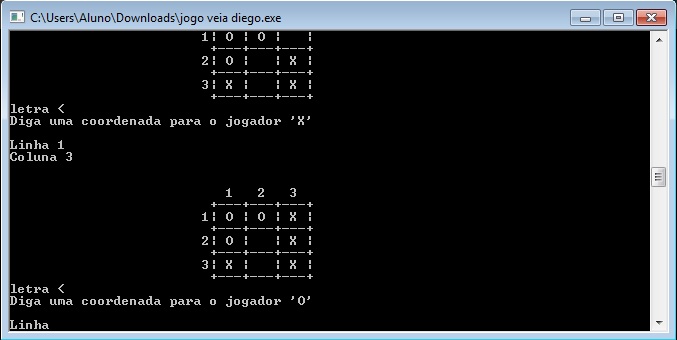 C:\Users\Aluno\Downloads\jogo veia diego.exe
1¦ O ¦ O ¦   ¦
+---+---+---+
2¦ O ¦   ¦ X ¦
+---+---+---+
3¦ X ¦   ¦ X ¦
+---+---+---+
letra <
Diga uma coordenada para o jogador 'X'
Linha 1
Coluna 3
1   2   3
+---+---+---+
1¦ O ¦ O ¦ X ¦
+---+---+---+
2¦ O ¦   ¦ X ¦
+---+---+---+
3¦ X ¦   ¦ X ¦
+---+---+---+
letra <
Diga uma coordenada para o jogador 'O'
Linha